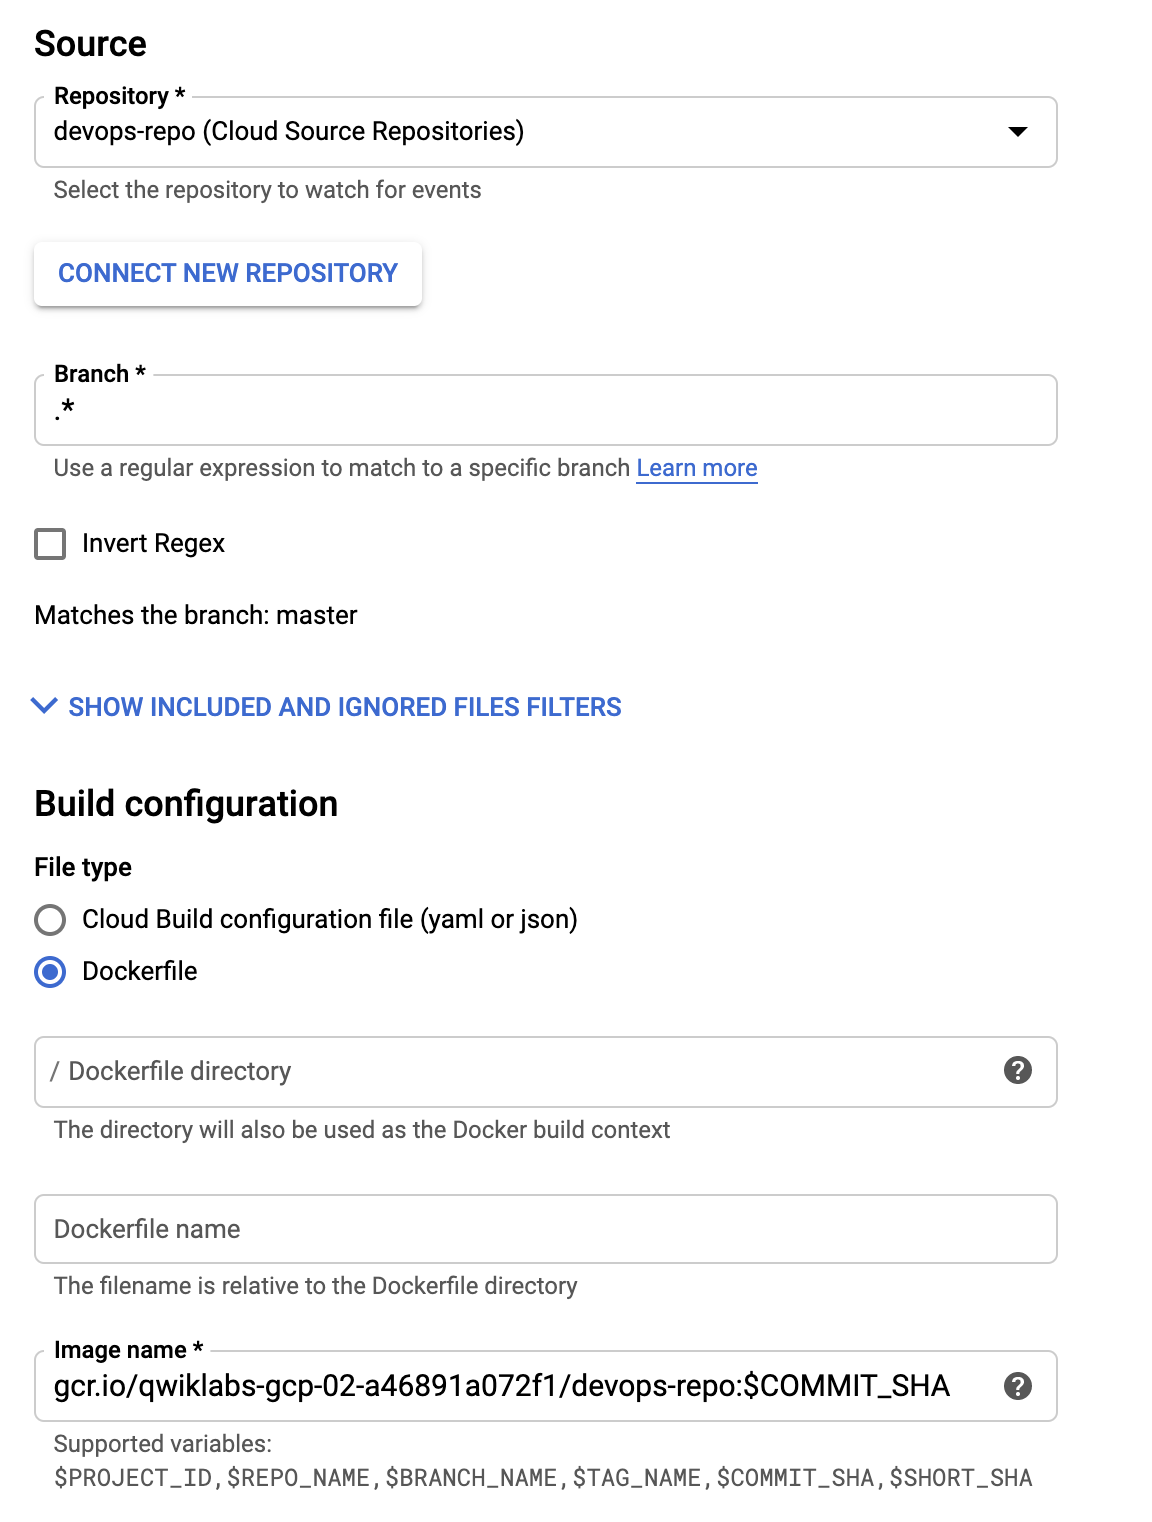 Source
Repository *
devops-repo (Cloud Source Repositories)
Select the repository to watch for events
CONNECT NEW REPOSITORY
Branch *
.*
Use a regular expression to match to a specific branch Learn more
Invert Regex
Matches the branch: master
SHOW INCLUDED AND IGNORED FILES FILTERS
Build configuration
File type
Cloud Build configuration file (yaml or json)
Dockerfile
/ Dockerfile directory
The directory will also be used as the Docker build context
Dockerfile name
The filename is relative to the Dockerfile directory
Image name *
gcr.io/qwiklabs-gcp-02-a46891a072f1/devops-repo:$COMMIT_SHA
Supported variables:
$PROJECT_ID,$REPO_NAME,$BRANCH_NAME,$TAG_NAME,$COMMIT_SHA,$SHORT_SHA